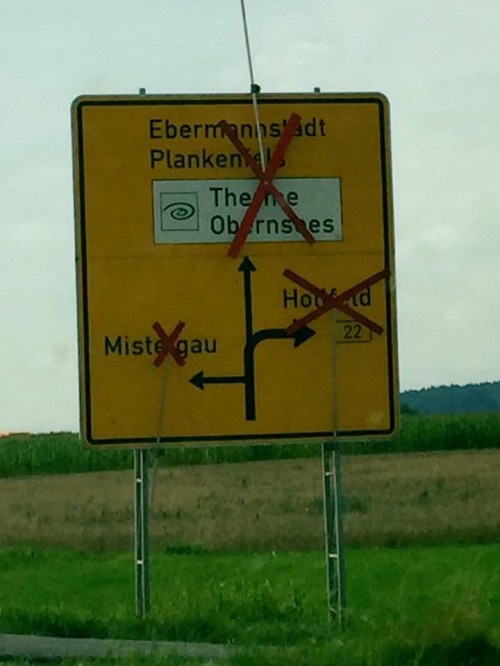 Ebermannstadt
Plankenfels
Therme
Obernsees
Hollfeld
22
Mistelgau